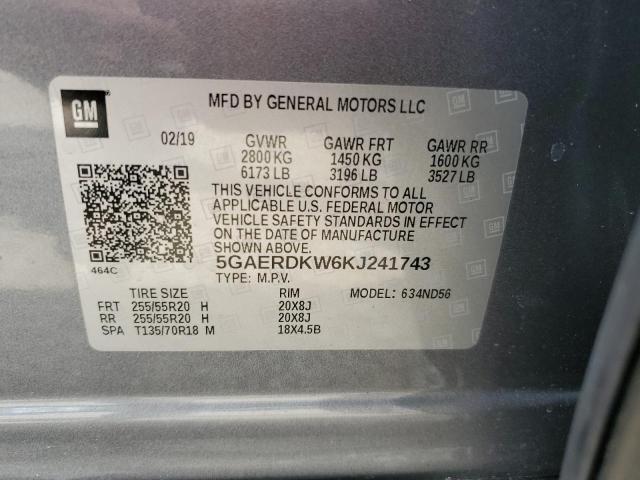 GM
MFD BY GENERAL MOTORS LLC
02/19 GVWR GAWR FRT GAWR RR
2800 KG 1450 KG 1600 KG
6173 LB 3196 LB 3527 LB
THIS VEHICLE CONFORMS TO ALL
APPLICABLE U.S. FEDERAL MOTOR
VEHICLE SAFETY STANDARDS IN EFFECT
ON THE DATE OF MANUFACTURE
SHOWN ABOVE.
464C
5GAERDKW6KJ241743
TYPE: M.P.V.
TIRE SIZE RIM MODEL: 634ND56
FRT 255/55R20 H 20X8J
RR 255/55R20 H 20X8J
SPA T135/70R18 M 18X4.5B